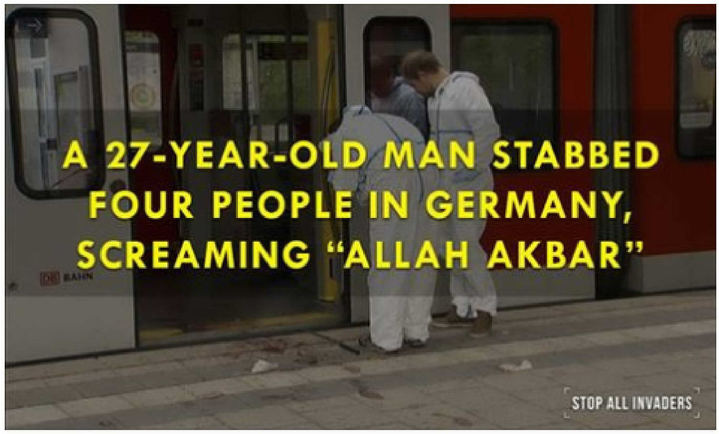 A 27-YEAR-OLD MAN STABBED
FOUR PEOPLE IN GERMANY,
SCREAMING “ALLAH AKBAR”
DB BAHN
STOP ALL INVADERS